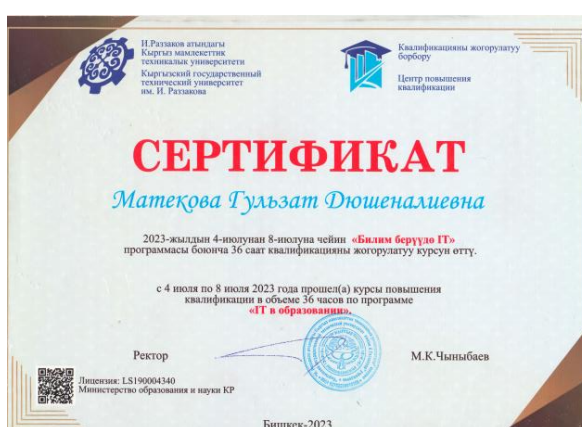 И.Раззаков атындагы
Кыргыз мамлекеттик
техникалык университети
Кыргызский государственный
технический университет
им. И. Раззакова
Квалификацияны жогорулатуу
борбору
Центр повышения
квалификации
СЕРТИФИКАТ
Матекова Гульзат Дюшеналиевна
2023-жылдын 4-июлунан 8-июлуна чейин «Билим берүүдө IT»
программасы боюнча 36 саат квалификацияны жогорулатуу курсун өттү.
с 4 июля по 8 июля 2023 года прошел(а) курсы повышения
квалификации в объеме 36 часов по программе
«IT в образовании».
Ректор
М.К.Чыныбаев
Лицензия: LS190004340
Министерство образования и науки КР
Бишкек-2023